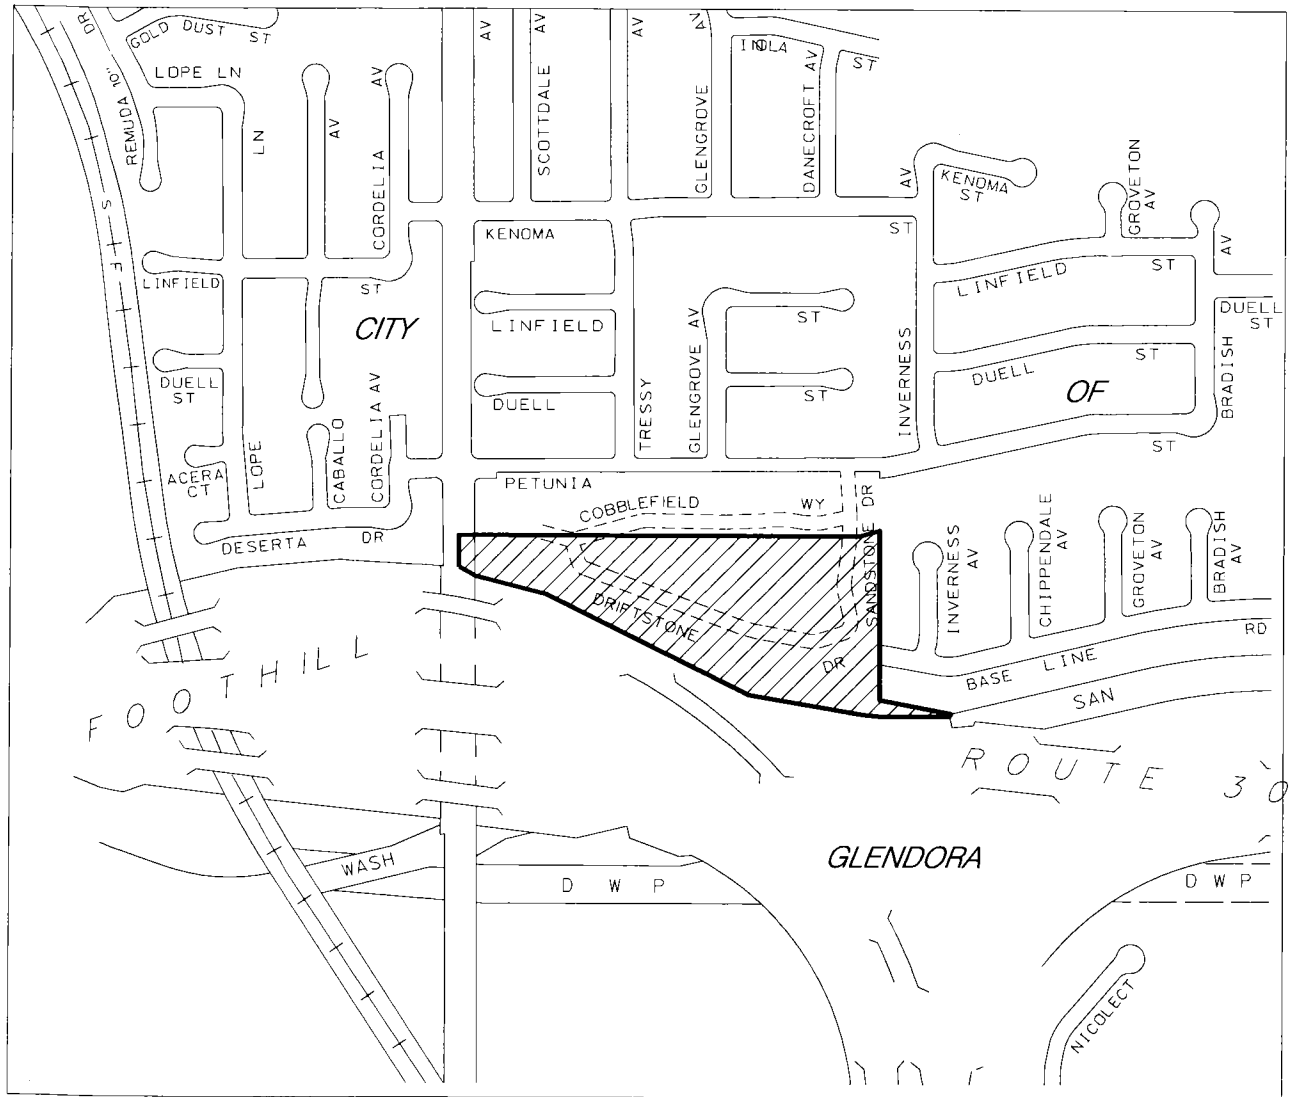 DR
GOLD DUST ST
AV
AV
AV
AV
ST
LOPE LN
AV
REMUDA
LN
AV
CORDELIA
SCOTTDALE
GLENGROVE
DANECROFT AV
AV
KENOMA
ST
GROVETON
AV
S F
KENOMA
ST
LINFIELD
ST
LINFIELD
ST
AV
LINFIELD
ST
GLENGROVE AV
INVERNESS
DUELL
ST
CITY
DUELL
ST
DUELL
ST
OF
BRADISH
DUELL
ST
TRESSY
ST
ACERA
CT
LOPE
CABALLO
CORDELIA AV
PETUNIA
COBBLEFIELD WY
SANDSTONE DR
DESERTA DR
INVERNESS
AV
CHIPPENDALE
AV
GROVETON
AV
BRADISH
AV
DRIFTSTONE DR
BASE LINE RD
SAN
FOOTHILL
ROUTE 30
GLENDORA
WASH
D W P
D W P
NICOLECT